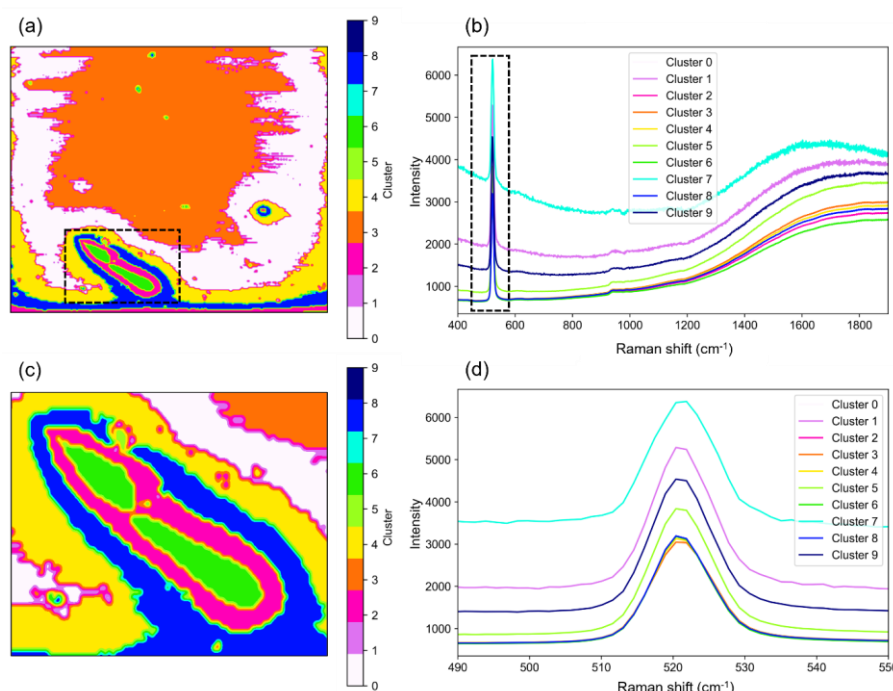 (a)
9
8
7
6
5
4
3
2
1
0
Cluster
(b)
6000
5000
4000
3000
2000
1000
Intensity
400 600 800 1000 1200 1400 1600 1800
Raman shift (cm⁻¹)
Cluster 0
Cluster 1
Cluster 2
Cluster 3
Cluster 4
Cluster 5
Cluster 6
Cluster 7
Cluster 8
Cluster 9
(c)
9
8
7
6
5
4
3
2
1
0
Cluster
(d)
6000
5000
4000
3000
2000
1000
Intensity
490 500 510 520 530 540 550
Raman shift (cm⁻¹)
Cluster 0
Cluster 1
Cluster 2
Cluster 3
Cluster 4
Cluster 5
Cluster 6
Cluster 7
Cluster 8
Cluster 9